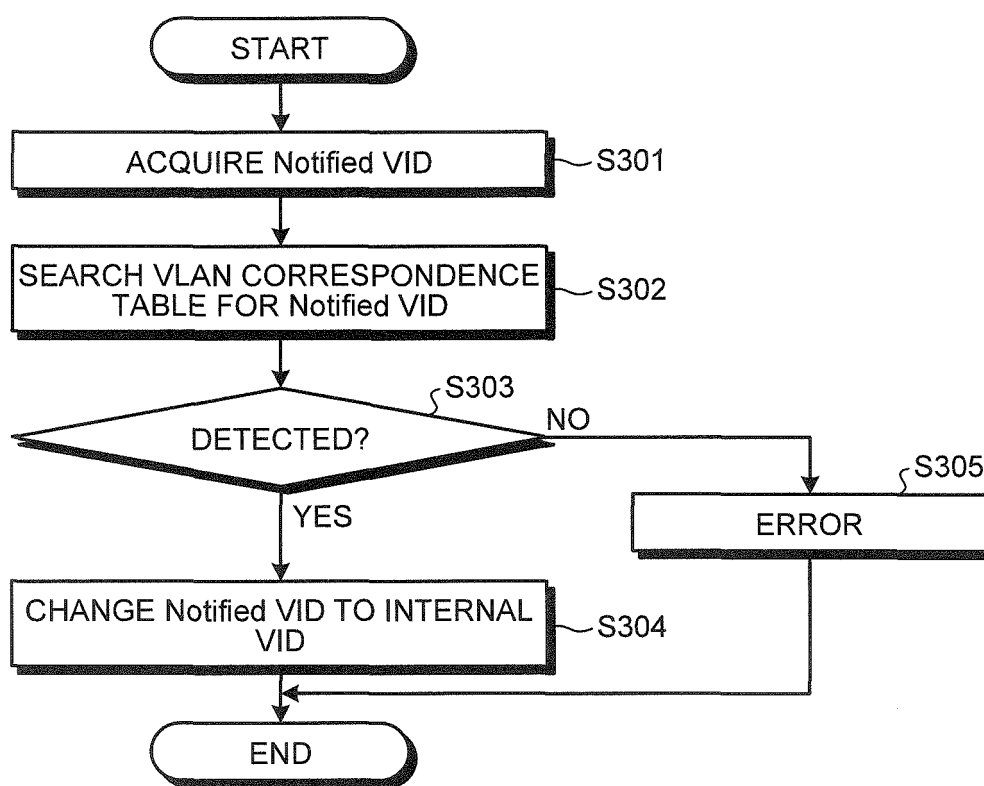 START
ACQUIRE Notified VID
S301
SEARCH VLAN CORRESPONDENCE
TABLE FOR Notified VID
S302
S303
DETECTED?
NO
YES
S305
ERROR
CHANGE Notified VID TO INTERNAL
VID
S304
END